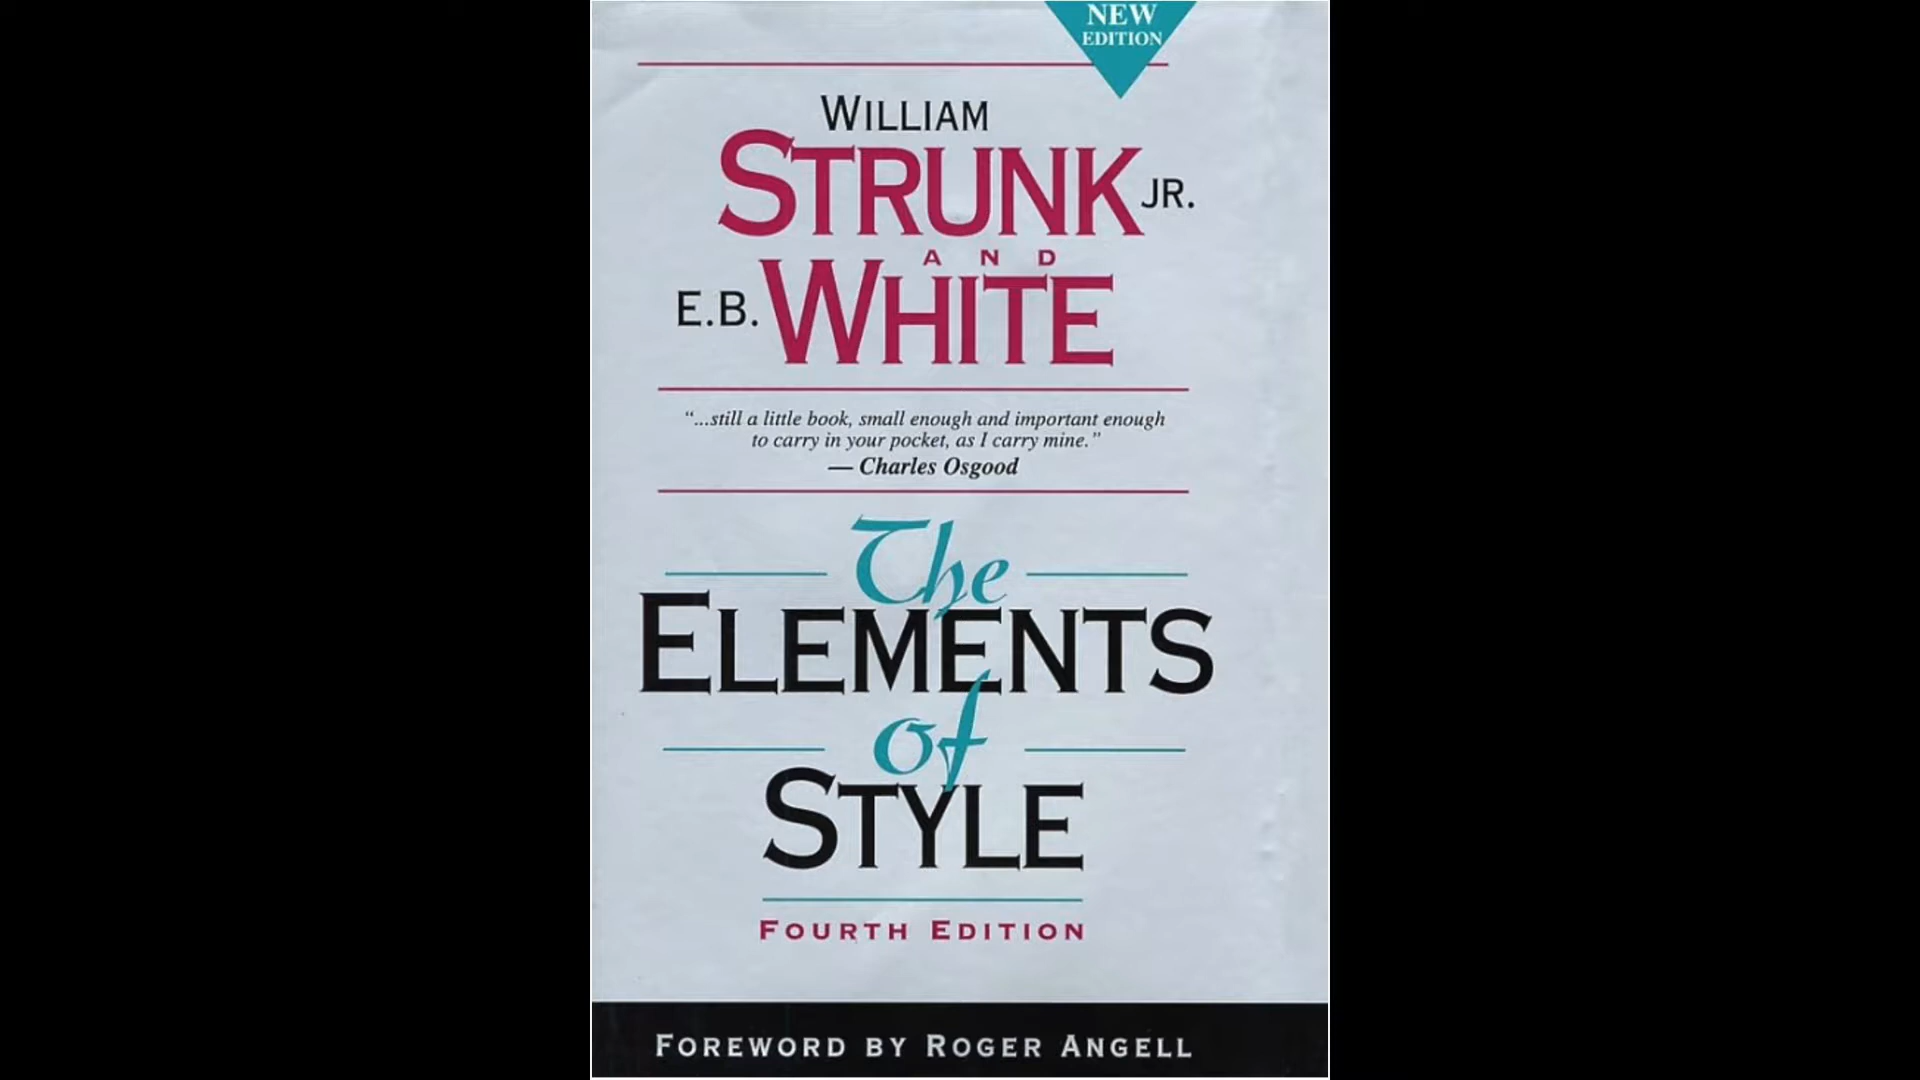 NEW
EDITION
WILLIAM
STRUNK JR.
AND
E.B. WHITE
“...still a little book, small enough and important enough
to carry in your pocket, as I carry mine.”
— Charles Osgood
The
ELEMENTS
of
STYLE
FOURTH EDITION
FOREWORD BY ROGER ANGELL